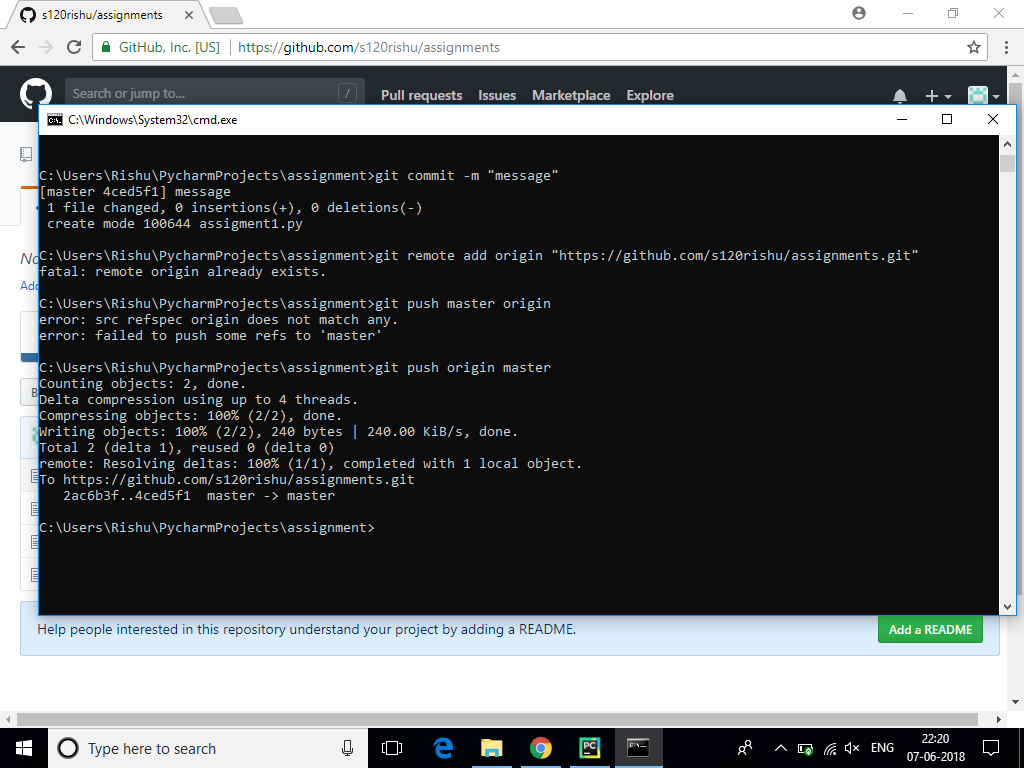 s120rishu/assignments
GitHub, Inc. [US] | https://github.com/s120rishu/assignments
Search or jump to... /
Pull requests Issues Marketplace Explore
C:\Windows\System32\cmd.exe
C:\Users\Rishu\PycharmProjects\assignment>git commit -m "message"
[master 4ced5f1] message
1 file changed, 0 insertions(+), 0 deletions(-)
create mode 100644 assigment1.py
C:\Users\Rishu\PycharmProjects\assignment>git remote add origin "https://github.com/s120rishu/assignments.git"
fatal: remote origin already exists.
C:\Users\Rishu\PycharmProjects\assignment>git push master origin
error: src refspec origin does not match any.
error: failed to push some refs to 'master'
C:\Users\Rishu\PycharmProjects\assignment>git push origin master
Counting objects: 2, done.
Delta compression using up to 4 threads.
Compressing objects: 100% (2/2), done.
Writing objects: 100% (2/2), 240 bytes | 240.00 KiB/s, done.
Total 2 (delta 1), reused 0 (delta 0)
remote: Resolving deltas: 100% (1/1), completed with 1 local object.
To https://github.com/s120rishu/assignments.git
2ac6b3f..4ced5f1  master -> master
C:\Users\Rishu\PycharmProjects\assignment>
No
Add
B
Help people interested in this repository understand your project by adding a README.
Add a README
Type here to search
PC
ENG
22:20
07-06-2018